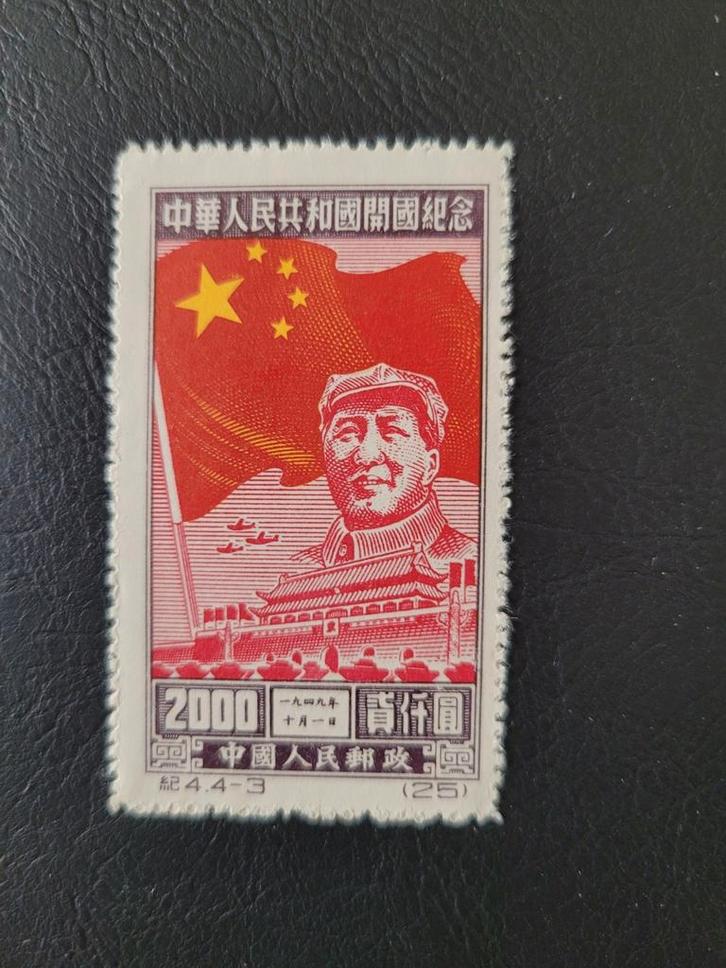 中華人民共和國開國紀念
2000
一九四九年
十月一日
貳仟圓
中國人民郵政
紀4.4-3
(25)